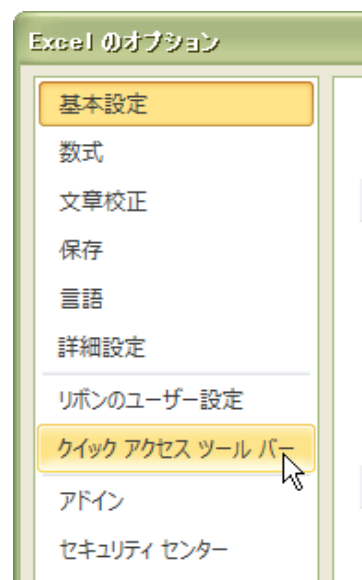 Excel のオプション
基本設定
数式
文章校正
保存
言語
詳細設定
リボンのユーザー設定
クイック アクセス ツール バー
アドイン
セキュリティ センター